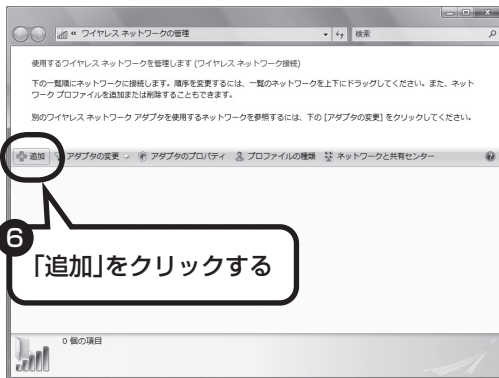 « ワイヤレス ネットワークの管理
検索
使用するワイヤレス ネットワークを管理します (ワイヤレス ネットワーク接続)
下の一覧順にネットワークに接続します。順序を変更するには、一覧のネットワークを上下にドラッグしてください。また、ネット
ワーク プロファイルを追加または削除することもできます。
別のワイヤレス ネットワーク アダプタを使用するネットワークを参照するには、下の [アダプタの変更] をクリックしてください。
追加 アダプタの変更 アダプタのプロパティ プロファイルの種類 ネットワークと共有センター
6
「追加」をクリックする
0 個の項目